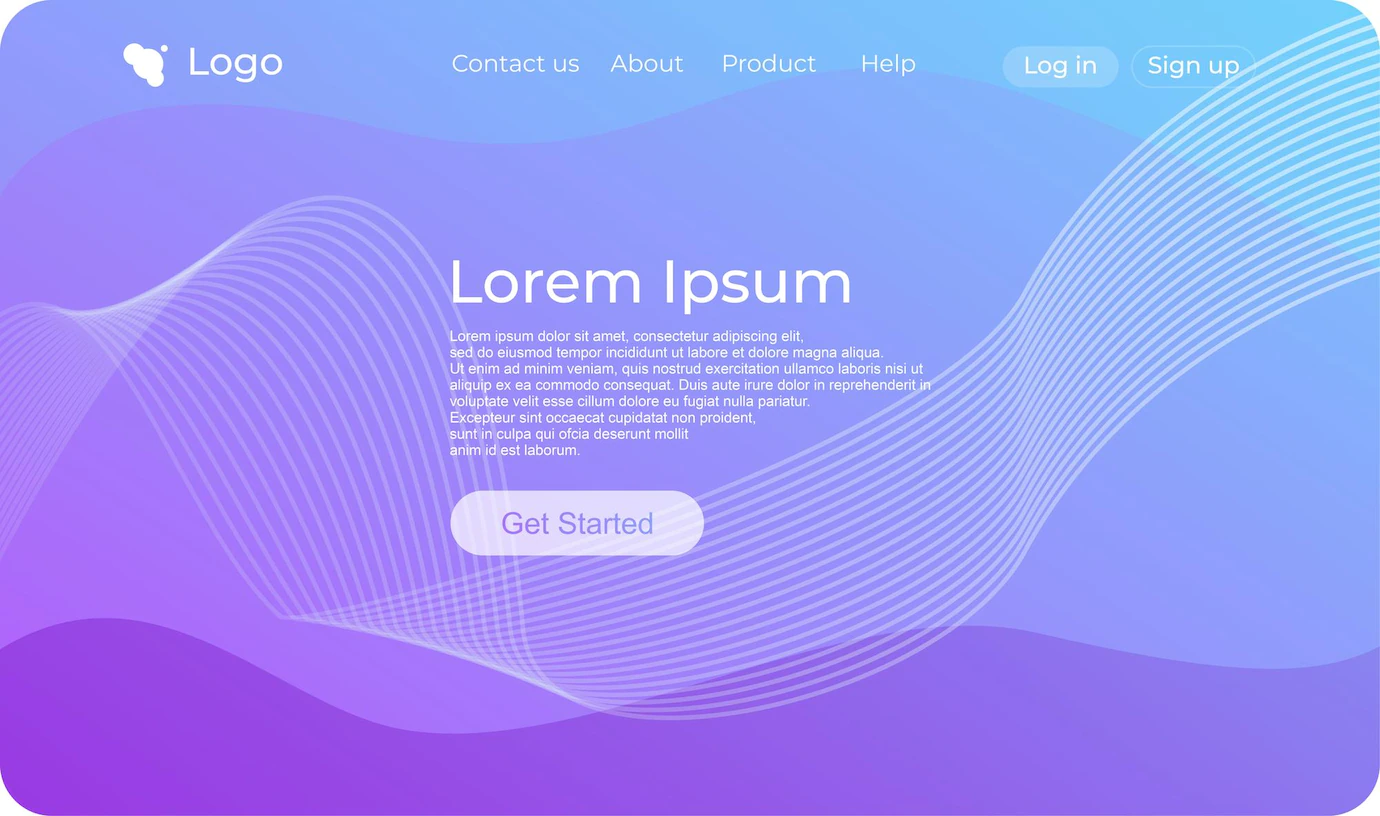 Logo
Contact us About Product Help Log in Sign up
Lorem Ipsum
Lorem ipsum dolor sit amet, consectetur adipiscing elit,
sed do eiusmod tempor incididunt ut labore et dolore magna aliqua.
Ut enim ad minim veniam, quis nostrud exercitation ullamco laboris nisi ut
aliquip ex ea commodo consequat. Duis aute irure dolor in reprehenderit in
voluptate velit esse cillum dolore eu fugiat nulla pariatur.
Excepteur sint occaecat cupidatat non proident,
sunt in culpa qui ofcia deserunt mollit
anim id est laborum.
Get Started